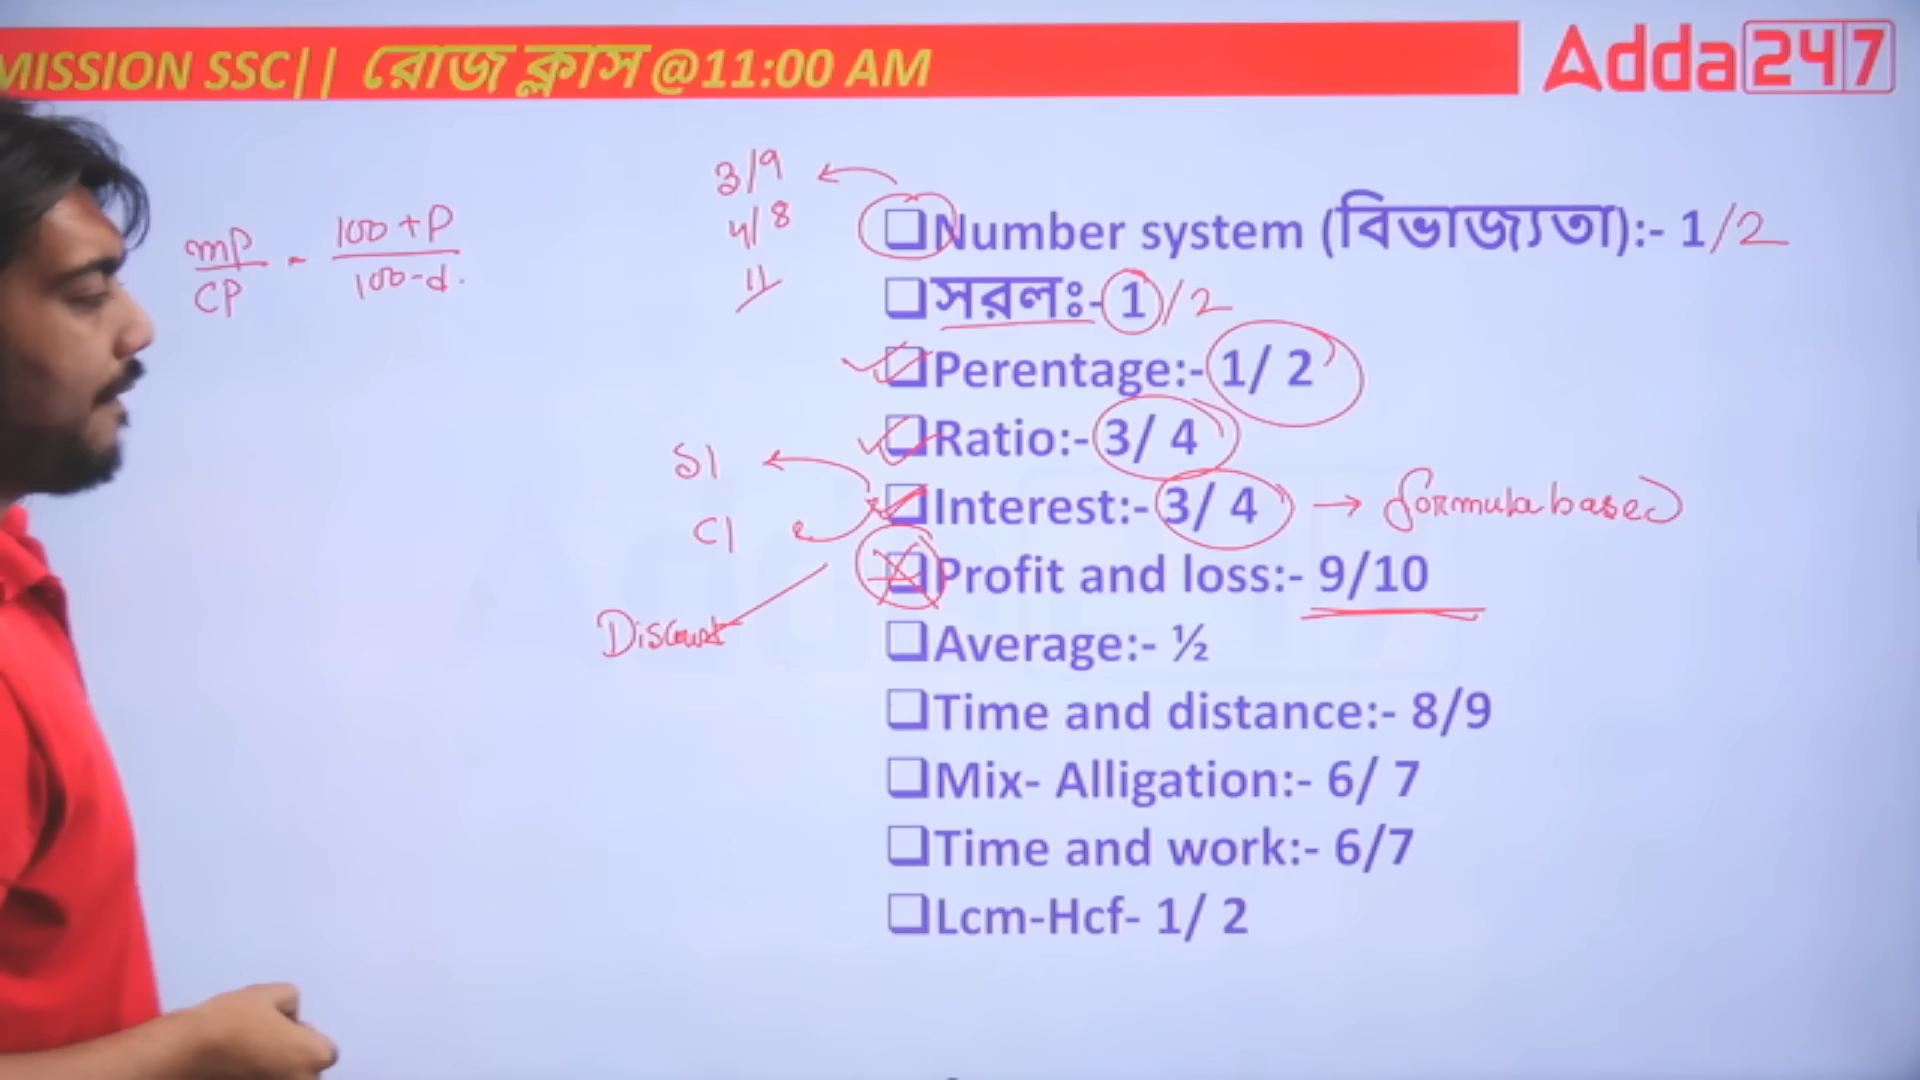 MISSION SSC|| রোজ ক্লাস @11:00 AM
Adda247
3/9
4/8
11
mp/CP = 100+P/100-d.
❑Number system (বিভাজ্যতা):- 1/2
❑সরলঃ- 1/2
❑Perentage:- 1/ 2
❑Ratio:- 3/ 4
SI
CI
❑Interest:- 3/ 4 → formula based
❑Profit and loss:- 9/10
Discount
❑Average:- ½
❑Time and distance:- 8/9
❑Mix- Alligation:- 6/ 7
❑Time and work:- 6/7
❑Lcm-Hcf- 1/ 2